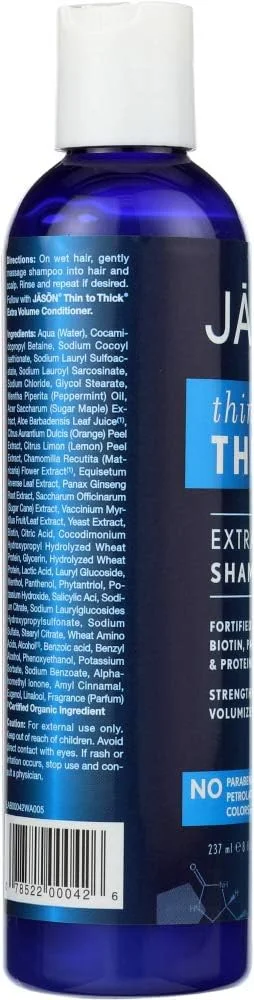 Directions: On wet hair, gently
massage shampoo into hair and
scalp. Rinse and repeat if desired.
Follow with JĀSÖN® Thin to Thick®
Extra Volume Conditioner.
Ingredients: Aqua (Water), Cocami-
dopropyl Betaine, Sodium Cocoyl
Isethionate, Sodium Lauryl Sulfoac-
etate, Sodium Lauroyl Sarcosinate,
Sodium Chloride, Glycol Stearate,
Mentha Piperita (Peppermint) Oil,
Acer Saccharum (Sugar Maple) Ex-
tract, Aloe Barbadensis Leaf Juice(¹),
Citrus Aurantium Dulcis (Orange) Peel
Extract, Citrus Limon (Lemon) Peel
Extract, Chamomilla Recutita (Mat-
ricaria) Flower Extract(¹), Equisetum
Arvense Leaf Extract, Panax Ginseng
Root Extract, Saccharum Officinarum
(Sugar Cane) Extract, Vaccinium Myr-
tillus Fruit/Leaf Extract, Yeast Extract,
Biotin, Citric Acid, Cocodimonium
Hydroxypropyl Hydrolyzed Wheat
Protein, Glycerin, Hydrolyzed Wheat
Protein, Lactic Acid, Lauryl Glucoside,
Menthol, Panthenol, Phytantriol, Po-
tassium Hydroxide, Salicylic Aci, Sodi-
um Citrate, Sodium Laurylglucosides
Hydroxypropylsulfonate, Sodium
Sulfate, Stearyl Citrate, Wheat Amino
Acids, Alcohol(¹), Benzoic acid, Benzyl
Alcohol, Phenoxyethanol, Potassium
Sorbate, Sodium Benzoate, Alpha-
Isomethyl Ionone, Amyl Cinnamal,
Eugenol, Linalool, Fragrance (Parfum)
(¹)Certified Organic Ingredient
Caution: For external use only.
Keep out of reach of children. Avoid
direct contact with eyes. If rash or
irritation occurs, stop use and con-
sult a physician.
LAB00042WA005
78522 00042 6
JĀ
thin
TH
EXTR
SHAM
FORTIFIED
BIOTIN, P
& PROTEIN
STRENGT
VOLUMIZ
NO PARABEN
PETROLA
COLORS
237 ml ℮ 8